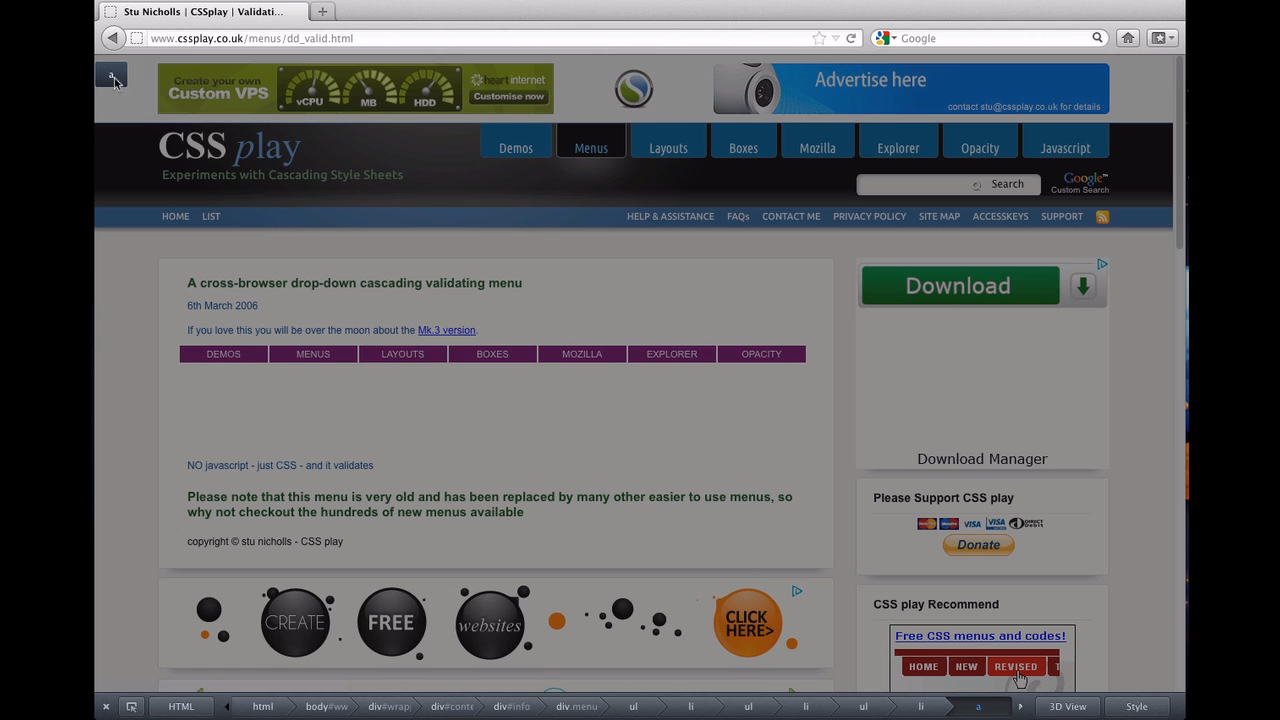 Stu Nicholls | CSSplay | Validati...
www.cssplay.co.uk/menus/dd_valid.html
Google
a
Create your own
Custom VPS
vCPU
MB
HDD
heart internet
Customise now
Advertise here
contact stu@cssplay.co.uk for details
CSS play
Experiments with Cascading Style Sheets
Demos
Menus
Layouts
Boxes
Mozilla
Explorer
Opacity
Javascript
Search
Google™
Custom Search
HOME
LIST
HELP & ASSISTANCE
FAQs
CONTACT ME
PRIVACY POLICY
SITE MAP
ACCESSKEYS
SUPPORT
A cross-browser drop-down cascading validating menu
6th March 2006
If you love this you will be over the moon about the Mk.3 version.
DEMOS
MENUS
LAYOUTS
BOXES
MOZILLA
EXPLORER
OPACITY
NO javascript - just CSS - and it validates
Please note that this menu is very old and has been replaced by many other easier to use menus, so
why not checkout the hundreds of new menus available
copyright © stu nicholls - CSS play
Download
Download Manager
Please Support CSS play
VISA
VISA
DIRECT Debit
Donate
CSS play Recommend
Free CSS menus and codes!
HOME
NEW
REVISED
T
CREATE
FREE
websites
CLICK
HERE>
HTML
html
body#ww
div#wrap
div#conte
div#info
div.menu
ul
li
ul
li
ul
li
a
3D View
Style